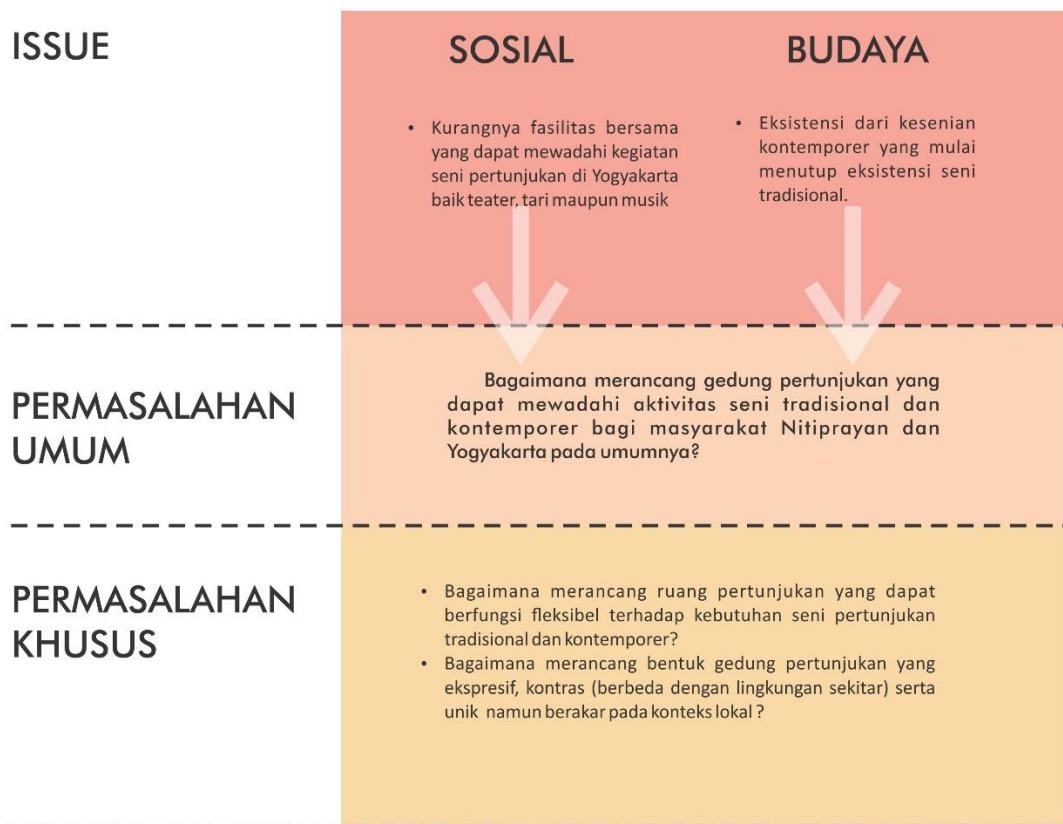 ISSUE
SOSIAL
BUDAYA
• Kurangnya fasilitas bersama
yang dapat mewadahi kegiatan
seni pertunjukan di Yogyakarta
baik teater, tari maupun musik
• Eksistensi dari kesenian
kontemporer yang mulai
menutup eksistensi seni
tradisional.
PERMASALAHAN
UMUM
Bagaimana merancang gedung pertunjukan yang
dapat mewadahi aktivitas seni tradisional dan
kontemporer bagi masyarakat Nitiprayan dan
Yogyakarta pada umumnya?
PERMASALAHAN
KHUSUS
• Bagaimana merancang ruang pertunjukan yang dapat
berfungsi fleksibel terhadap kebutuhan seni pertunjukan
tradisional dan kontemporer?
• Bagaimana merancang bentuk gedung pertunjukan yang
ekspresif, kontras (berbeda dengan lingkungan sekitar) serta
unik namun berakar pada konteks lokal ?